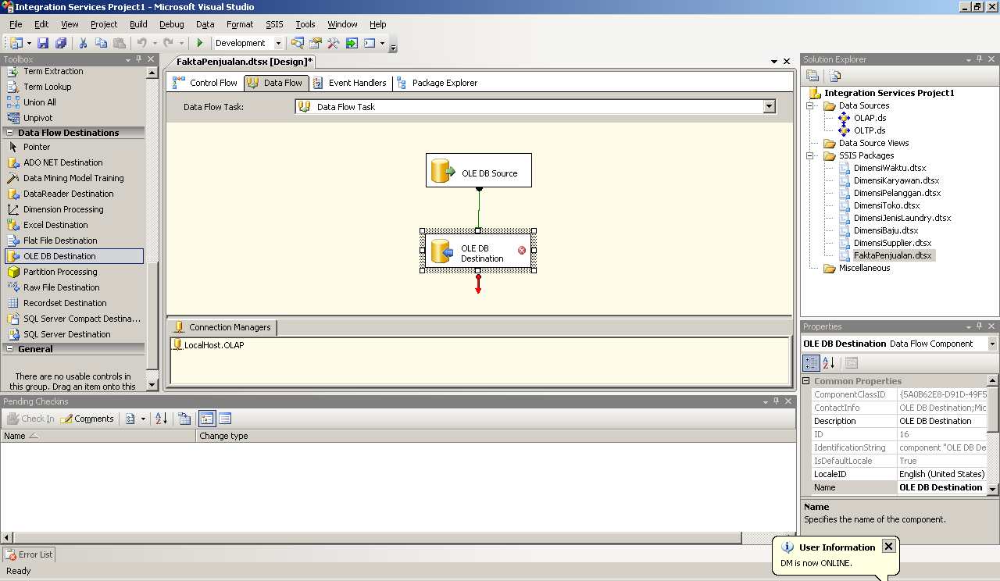 Integration Services Project1 - Microsoft Visual Studio
File Edit View Project Build Debug Data Format SSIS Tools Window Help
Development
Toolbox
Term Extraction
Term Lookup
Union All
Unpivot
Data Flow Destinations
Pointer
ADO NET Destination
Data Mining Model Training
DataReader Destination
Dimension Processing
Excel Destination
Flat File Destination
OLE DB Destination
Partition Processing
Raw File Destination
Recordset Destination
SQL Server Compact Destina...
SQL Server Destination
General
There are no usable controls in
this group. Drag an item onto this
FaktaPenjualan.dtsx [Design]*
Control Flow Data Flow Event Handlers Package Explorer
Data Flow Task: Data Flow Task
OLE DB Source
OLE DB
Destination
Connection Managers
LocalHost.OLAP
Solution Explorer
Integration Services Project1
Data Sources
OLAP.ds
OLTP.ds
Data Source Views
SSIS Packages
DimensiWaktu.dtsx
DimensiKaryawan.dtsx
DimensiPelanggan.dtsx
DimensiToko.dtsx
DimensiJenisLaundry.dtsx
DimensiBaju.dtsx
DimensiSupplier.dtsx
FaktaPenjualan.dtsx
Miscellaneous
Properties
OLE DB Destination Data Flow Component
Common Properties
ComponentClassID {5A0B62E8-D91D-49F5
ContactInfo OLE DB Destination;Mic
Description OLE DB Destination
ID 16
IdentificationString component "OLE DB De
IsDefaultLocale True
LocaleID English (United States)
Name OLE DB Destination
Name
Specifies the name of the component.
Pending Checkins
Check In Comments
Name Change type
Error List
Ready
User Information
DM is now ONLINE.